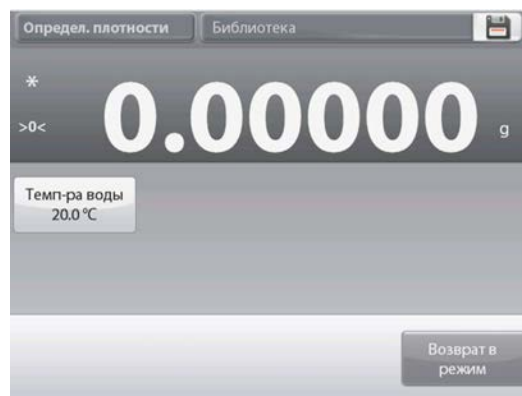 Определ. плотности Библиотека
*
0.00000 g
>0<
Темп-ра воды
20.0 °C
Возврат в
режим